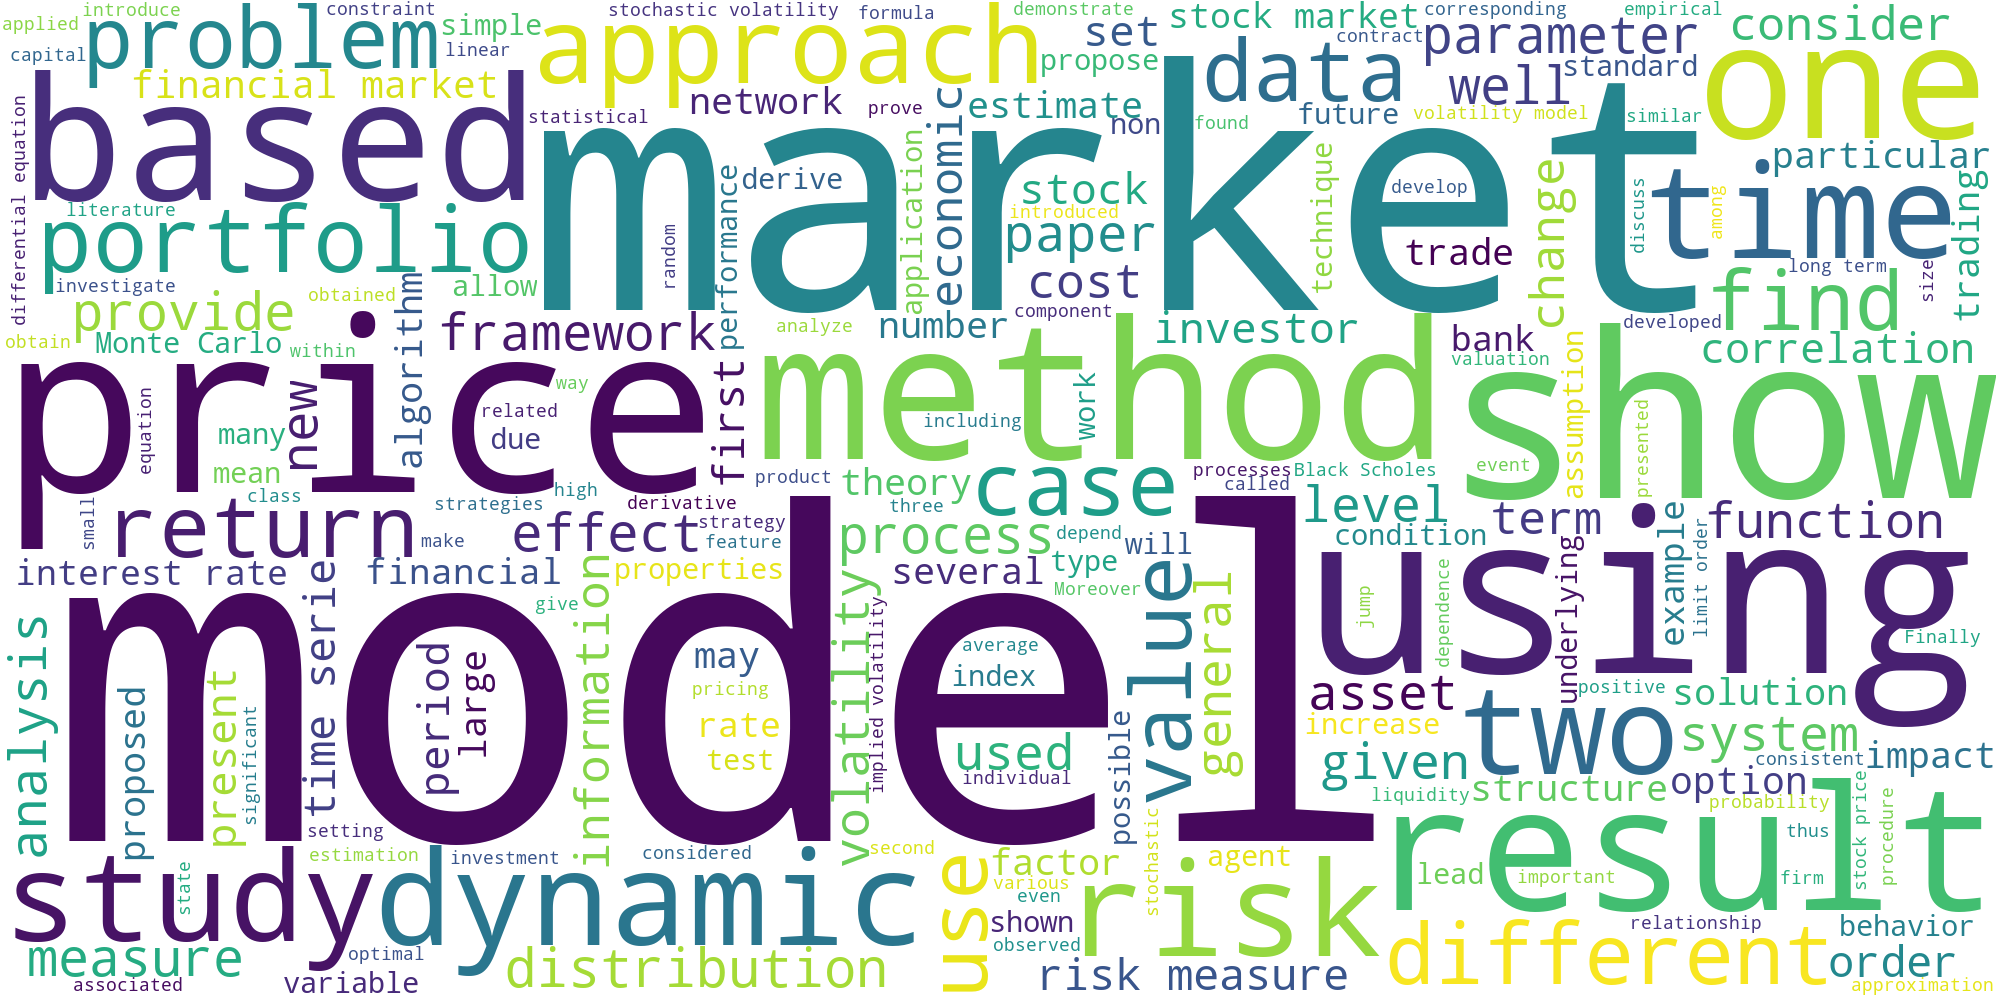 applied
introduce
constraint
problem
simple
capital
linear
financial market
stochastic volatility
formula
demonstrate
approach
set
propose
stock market
corresponding
empirical
contract
parameter
consider
data
well
standard
one
based
statistical
network
prove
economic
estimate
non
found
future
volatility model
similar
market
differential equation
literature
portfolio
investigate
derive
performance
random
application
stock
introduced
paper
technique
develop
trade
change
discuss
time
among
particular
trading
long term
size
provide
obtained
allow
algorithm
cost
component
find
developed
obtain
Monte Carlo
within
framework
analyze
number
investor
bank
valuation
assumption
correlation
price
new
way
first
method
including
work
show
equation
many
related
due
mean
class
strategies
high
product
theory
three
case
processes
called
Black Scholes
event
presented
small
return
make
effect
derivative
strategy
feature
process
depend
will
type
level
condition
term
function
underlying
example
limit order
interest rate
financial
properties
several
Moreover
value
general
using
jump
dependence
Finally
analysis
time serie
give
information
model
period
large
may
pricing
rate
test
volatility
implied volatility
average
index
used
individual
possible
asset
increase
positive
solution
two
system
proposed
present
significant
given
consistent
impact
structure
option
liquidity
probability
setting
estimation
investment
considered
second
factor
stochastic
agent
result
thus
stock price
procedure
study
state
dynamic
use
various
even
risk
lead
important
firm
shown
observed
measure
optimal
variable
associated
distribution
risk measure
different
relationship
behavior
order
approximation